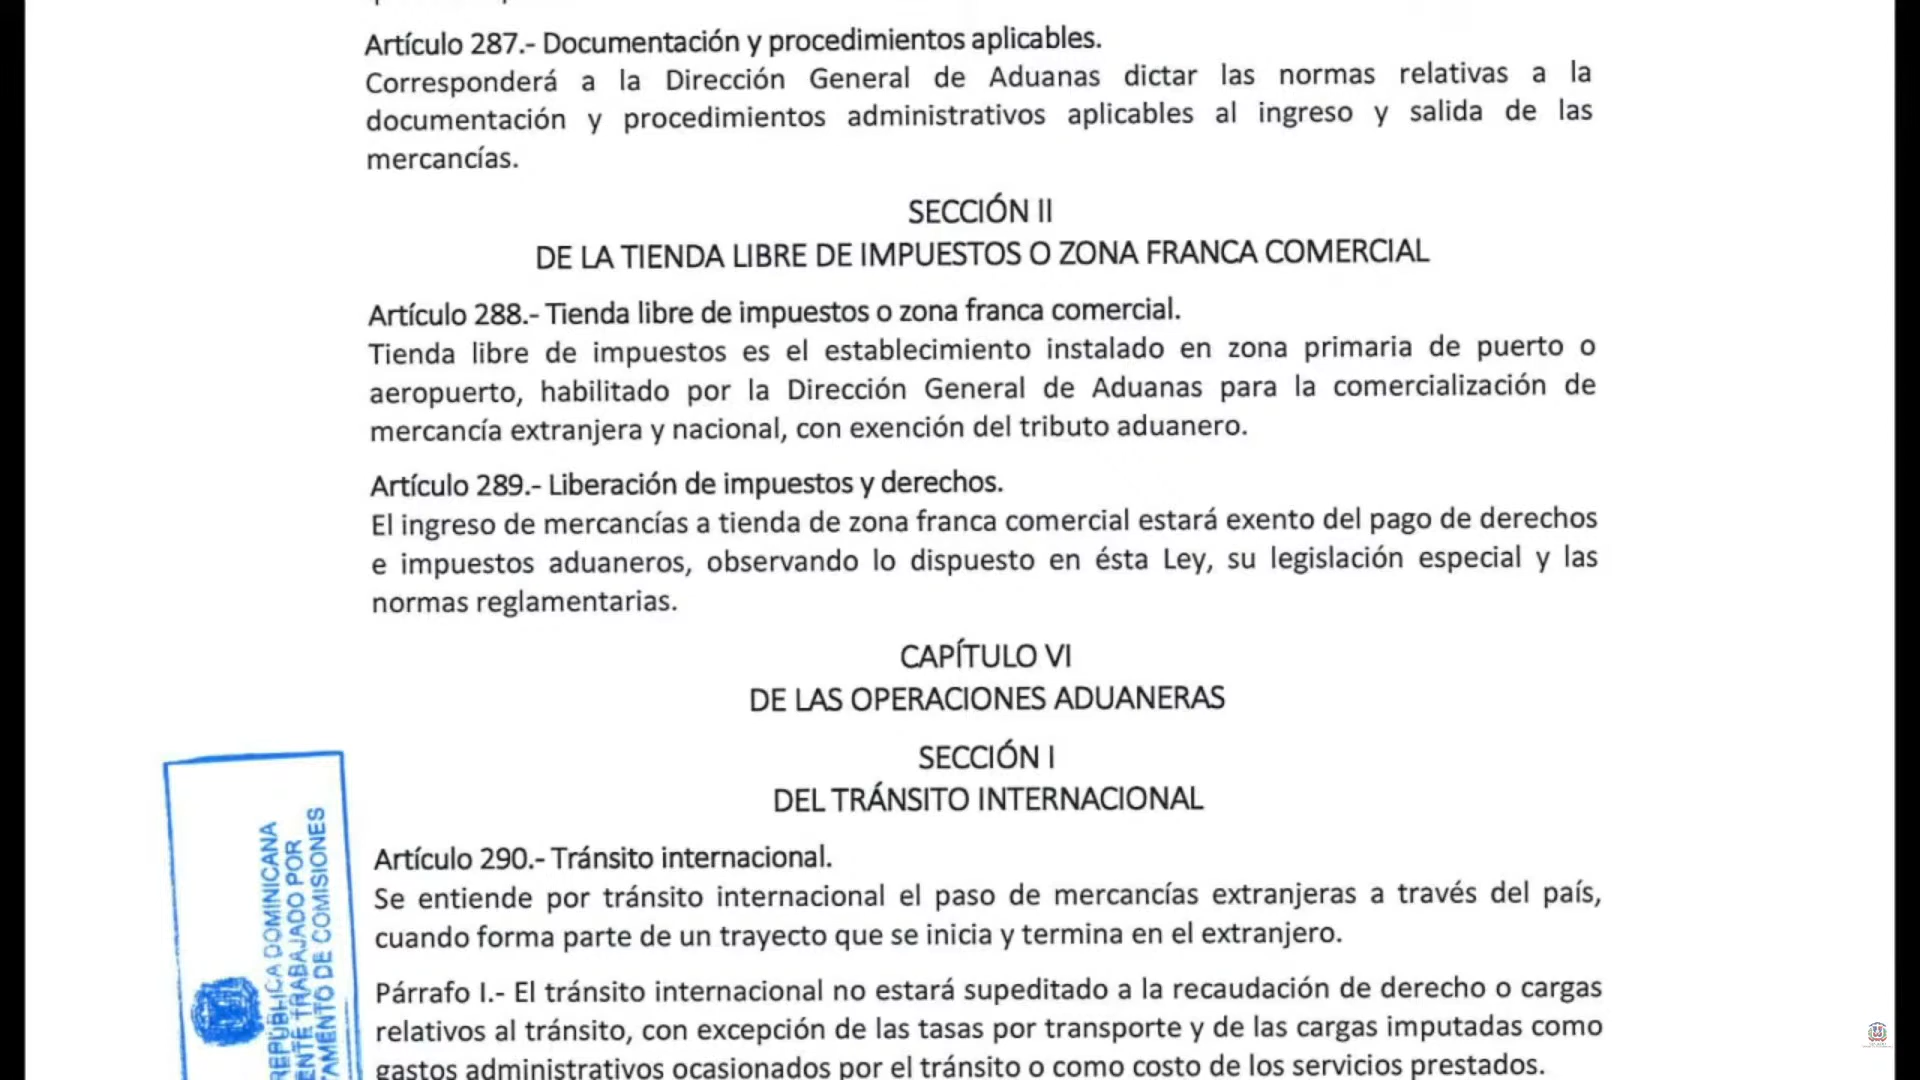 Artículo 287.- Documentación y procedimientos aplicables.
Corresponderá a la Dirección General de Aduanas dictar las normas relativas a la
documentación y procedimientos administrativos aplicables al ingreso y salida de las
mercancías.
SECCIÓN II
DE LA TIENDA LIBRE DE IMPUESTOS O ZONA FRANCA COMERCIAL
Artículo 288.- Tienda libre de impuestos o zona franca comercial.
Tienda libre de impuestos es el establecimiento instalado en zona primaria de puerto o
aeropuerto, habilitado por la Dirección General de Aduanas para la comercialización de
mercancía extranjera y nacional, con exención del tributo aduanero.
Artículo 289.- Liberación de impuestos y derechos.
El ingreso de mercancías a tienda de zona franca comercial estará exento del pago de derechos
e impuestos aduaneros, observando lo dispuesto en ésta Ley, su legislación especial y las
normas reglamentarias.
CAPÍTULO VI
DE LAS OPERACIONES ADUANERAS
SECCIÓN I
DEL TRÁNSITO INTERNACIONAL
Artículo 290.- Tránsito internacional.
Se entiende por tránsito internacional el paso de mercancías extranjeras a través del país,
cuando forma parte de un trayecto que se inicia y termina en el extranjero.
Párrafo I.- El tránsito internacional no estará supeditado a la recaudación de derecho o cargas
relativos al tránsito, con excepción de las tasas por transporte y de las cargas imputadas como
gastos administrativos ocasionados por el tránsito o como costo de los servicios prestados.
REPÚBLICA DOMINICANA
ENTE TRABAJADO POR
TAMENTO DE COMISIONES